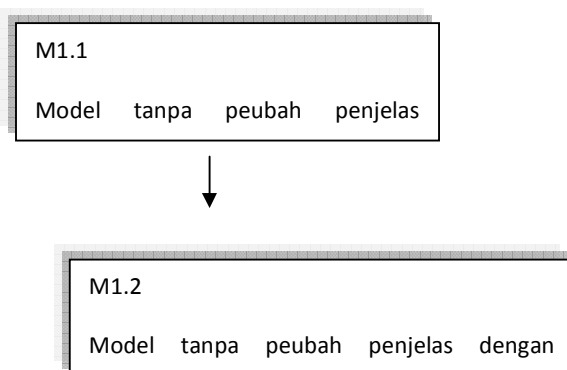 M1.1
Model tanpa peubah penjelas
M1.2
Model tanpa peubah penjelas dengan